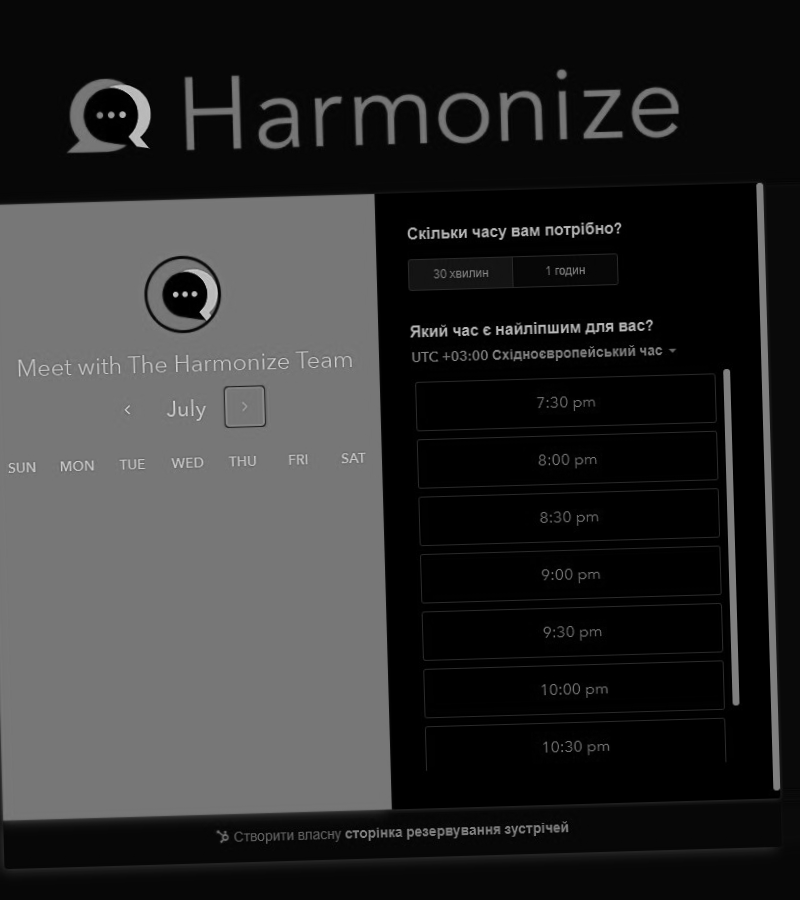 Harmonize
Meet with The Harmonize Team
July
SUN MON TUE WED THU FRI SAT
Скільки часу вам потрібно?
30 хвилин 1 годин
Який час є найліпшим для вас?
UTC +03:00 Східноєвропейський час
7:30 pm
8:00 pm
8:30 pm
9:00 pm
9:30 pm
10:00 pm
10:30 pm
Створити власну сторінка резервування зустрічей